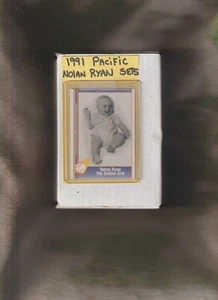 1991 PACIFIC
NOLAN RYAN SETS
Nolan Ryan
The Golden Arm